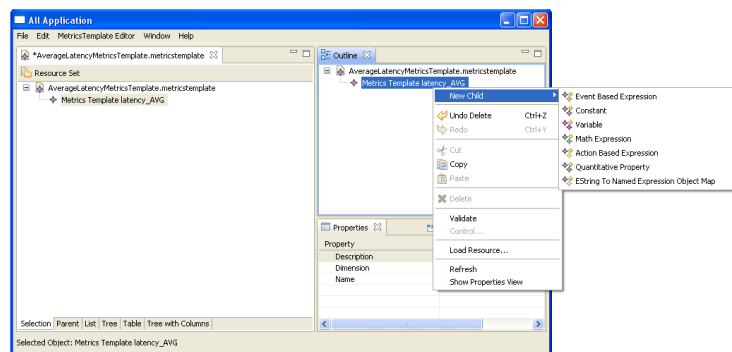 All Application
File Edit MetricsTemplate Editor Window Help
*AverageLatencyMetricsTemplate.metricstemplate
Resource Set
AverageLatencyMetricsTemplate.metricstemplate
Metrics Template latency_AVG
Selection Parent List Tree Table Tree with Columns
Selected Object: Metrics Template latency_AVG
Outline
AverageLatencyMetricsTemplate.metricstemplate
Metrics Template latency_AVG
New Child
Undo Delete Ctrl+Z
Redo Ctrl+Y
Cut
Copy
Paste
Delete
Validate
Control...
Load Resource...
Refresh
Show Properties View
Event Based Expression
Constant
Variable
Math Expression
Action Based Expression
Quantitative Property
EString To Named Expression Object Map
Properties
Property
Description
Dimension
Name